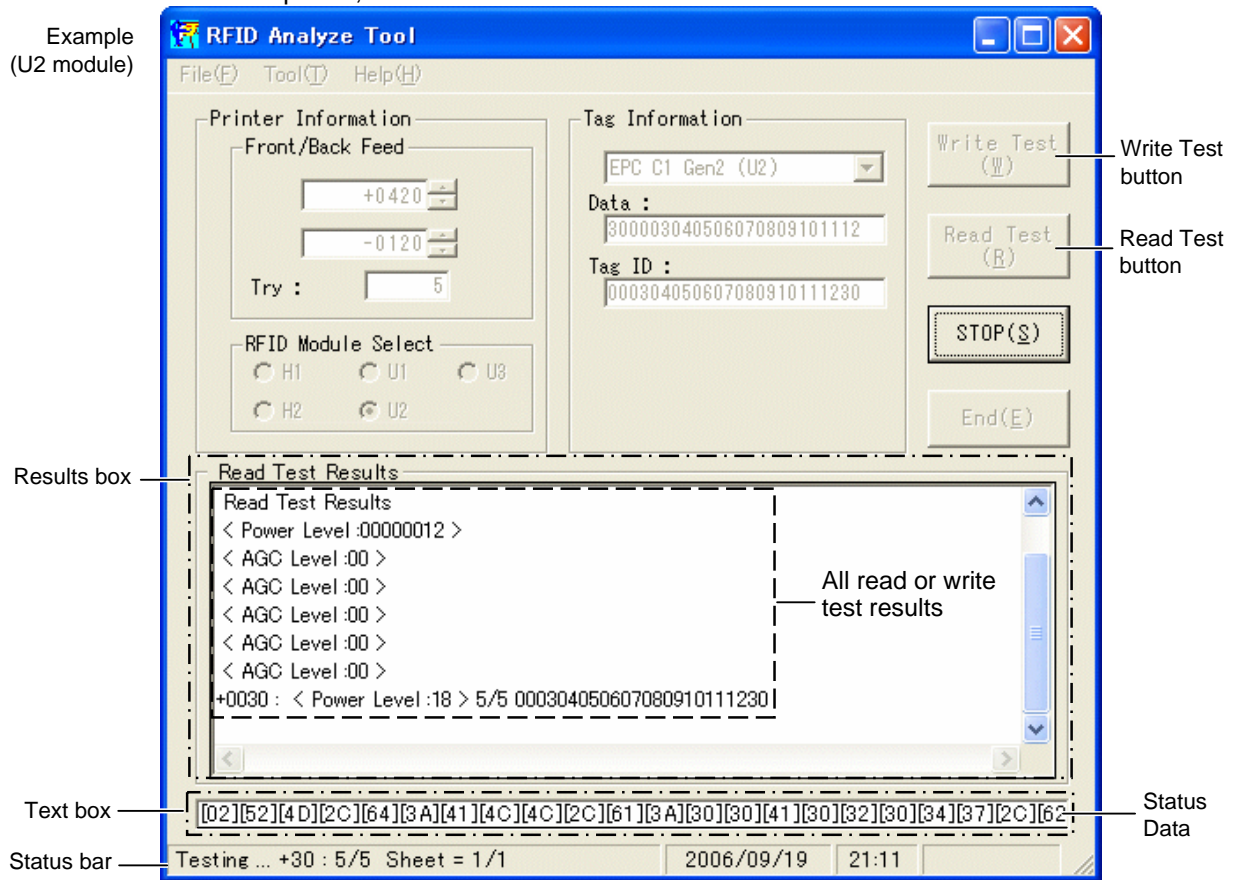 Example
(U2 module)
RFID Analyze Tool
File(F) Tool(T) Help(H)
Printer Information
Front/Back Feed
+0420
-0120
Try : 5
RFID Module Select
H1 U1 U3
H2 U2
Tag Information
EPC C1 Gen2 (U2)
Data :
300003040506070809101112
Tag ID :
000304050607080910111230
Write Test
(W)
Read Test
(R)
STOP(S)
End(E)
Write Test
button
Read Test
button
Results box
Read Test Results
Read Test Results
< Power Level :00000012 >
< AGC Level :00 >
< AGC Level :00 >
< AGC Level :00 >
< AGC Level :00 >
< AGC Level :00 >
+0030 : < Power Level :18 > 5/5 000304050607080910111230
All read or write
test results
Text box
[02][52][4D][2C][64][3A][41][4C][4C][2C][61][3A][30][30][41][30][32][30][34][37][2C][62
Status
Data
Status bar
Testing ... +30 : 5/5 Sheet = 1/1 2006/09/19 21:11